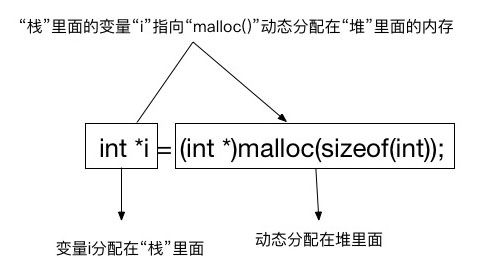 “栈”里面的变量“i”指向“malloc()”动态分配在“堆”里面的内存
int *i = (int *)malloc(sizeof(int));
变量i分配在“栈”里面
动态分配在堆里面